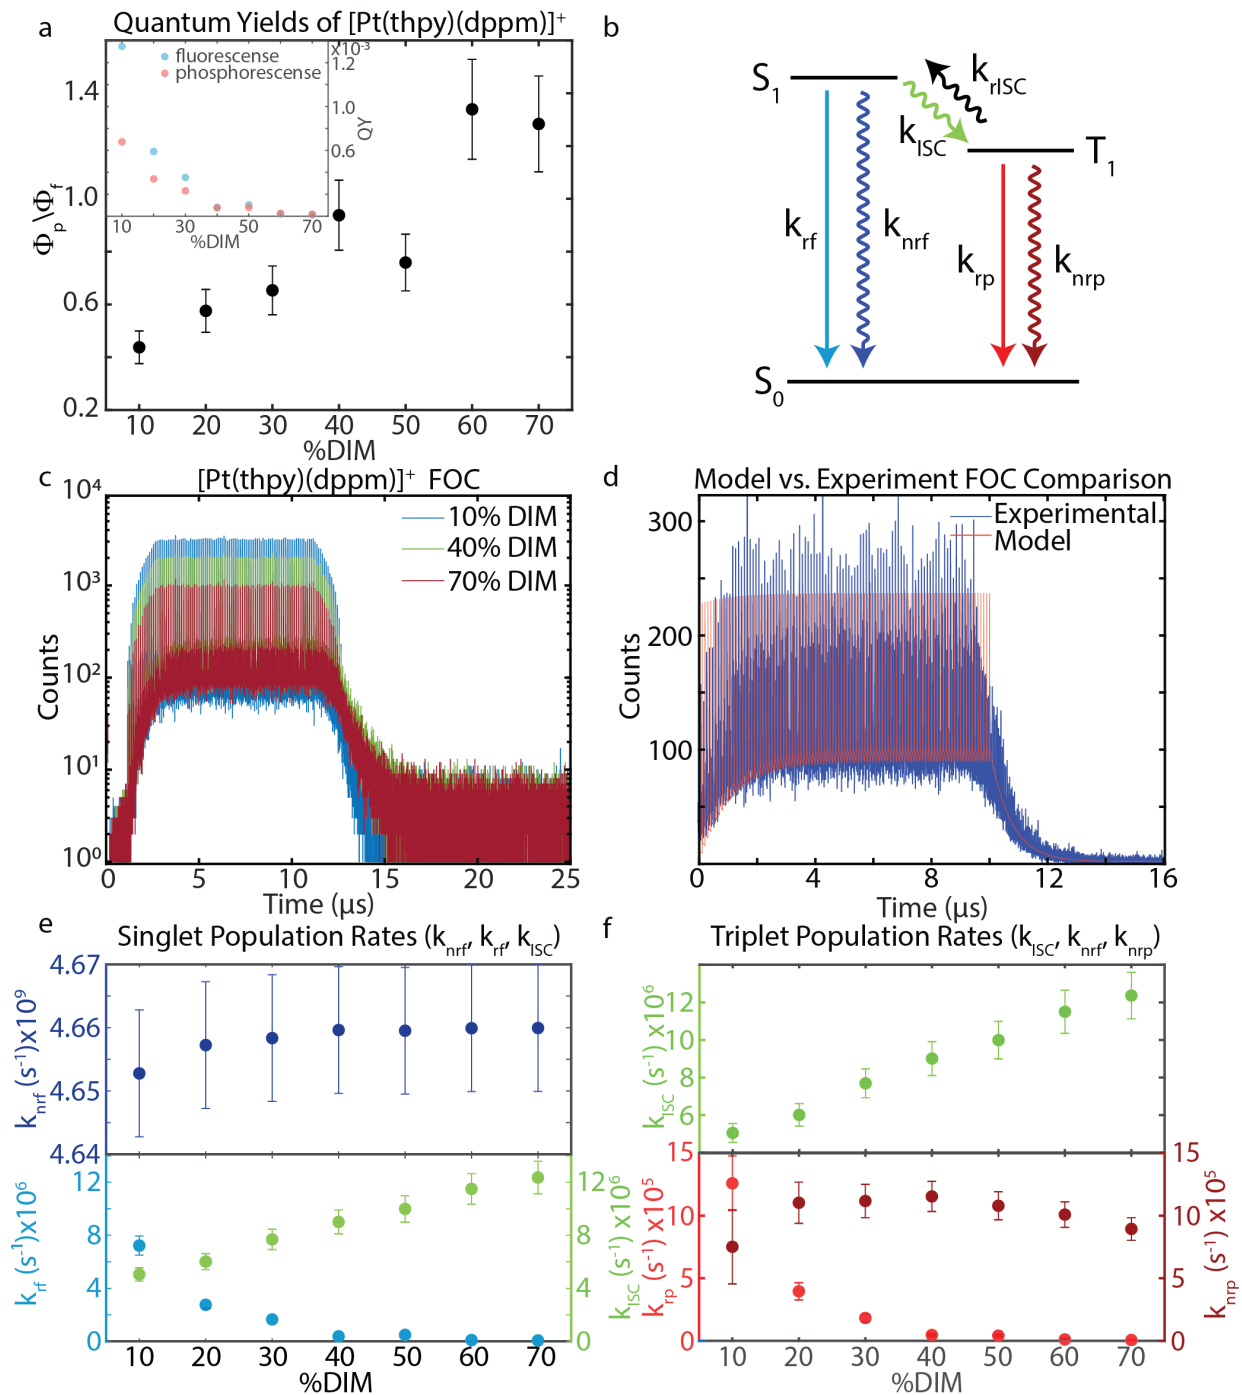 a
Quantum Yields of [Pt(thpy)(dppm)]⁺
fluorescense
phosphorescense
x10⁻³
1.2
1.0
0.6
QY
10
30
50
70
%DIM
1.4
1.0
0.6
0.2
Φp\Φf
10
20
30
40
50
60
70
%DIM
b
S₁
krISC
kISC
T₁
krf
knrf
krp
knrp
S₀
c
[Pt(thpy)(dppm)]⁺ FOC
10% DIM
40% DIM
70% DIM
10⁴
10³
10²
10¹
10⁰
Counts
0
5
10
15
20
25
Time (μs)
d
Model vs. Experiment FOC Comparison
Experimental
Model
300
200
100
Counts
0
4
8
12
16
Time (μs)
e
Singlet Population Rates (knrf, krf, kISC)
4.67
4.66
4.65
4.64
knrf (s⁻¹)x10⁹
12
8
4
0
krf (s⁻¹)x10⁶
12
8
4
0
kISC (s⁻¹) x10⁶
10
20
30
40
50
60
70
%DIM
f
Triplet Population Rates (kISC, knrf, knrp)
12
10
8
6
kISC (s⁻¹) x10⁶
15
10
5
0
krp (s⁻¹) x10⁵
15
10
5
0
knrp (s⁻¹) x10⁵
10
20
30
40
50
60
70
%DIM